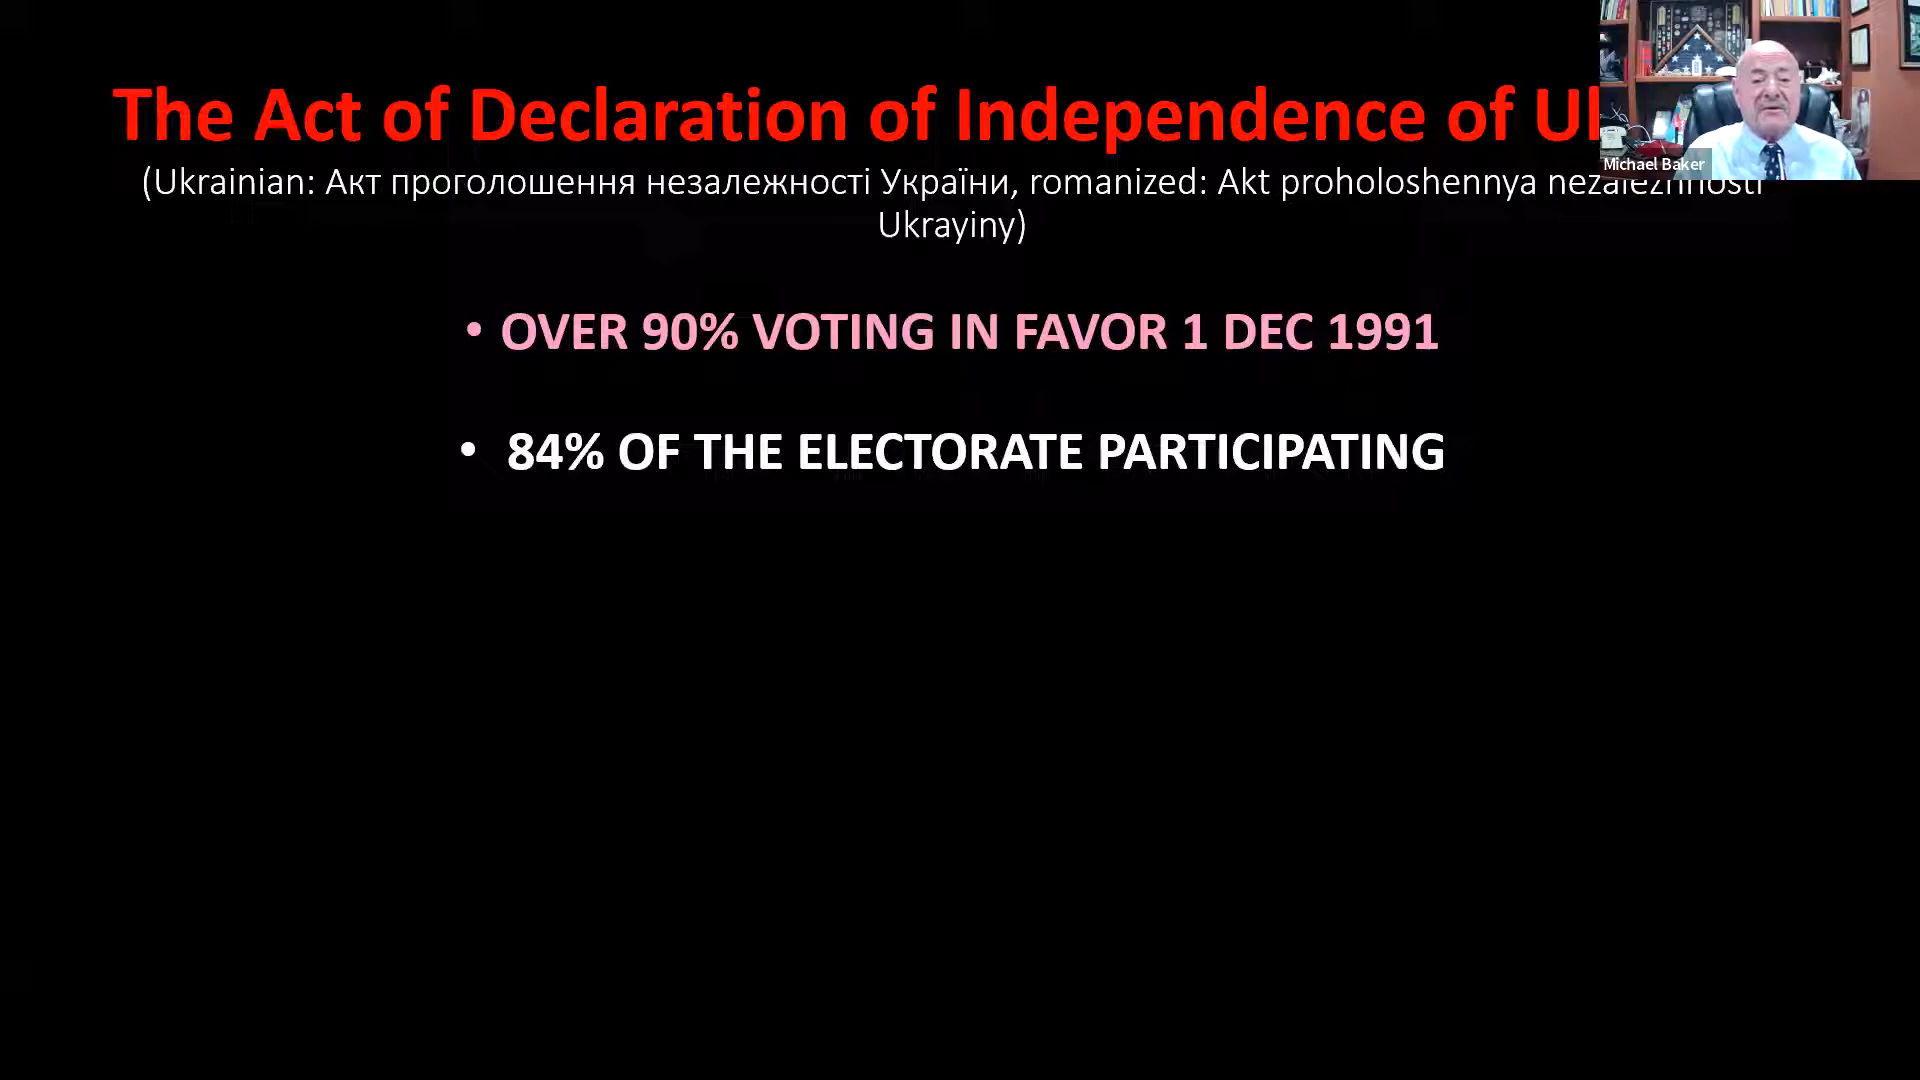 The Act of Declaration of Independence of
(Ukrainian: Акт проголошення незалежності України, romanized: Akt proholoshennya nezalezhnosti
Ukrayiny)
• OVER 90% VOTING IN FAVOR 1 DEC 1991
• 84% OF THE ELECTORATE PARTICIPATING
Michael Baker